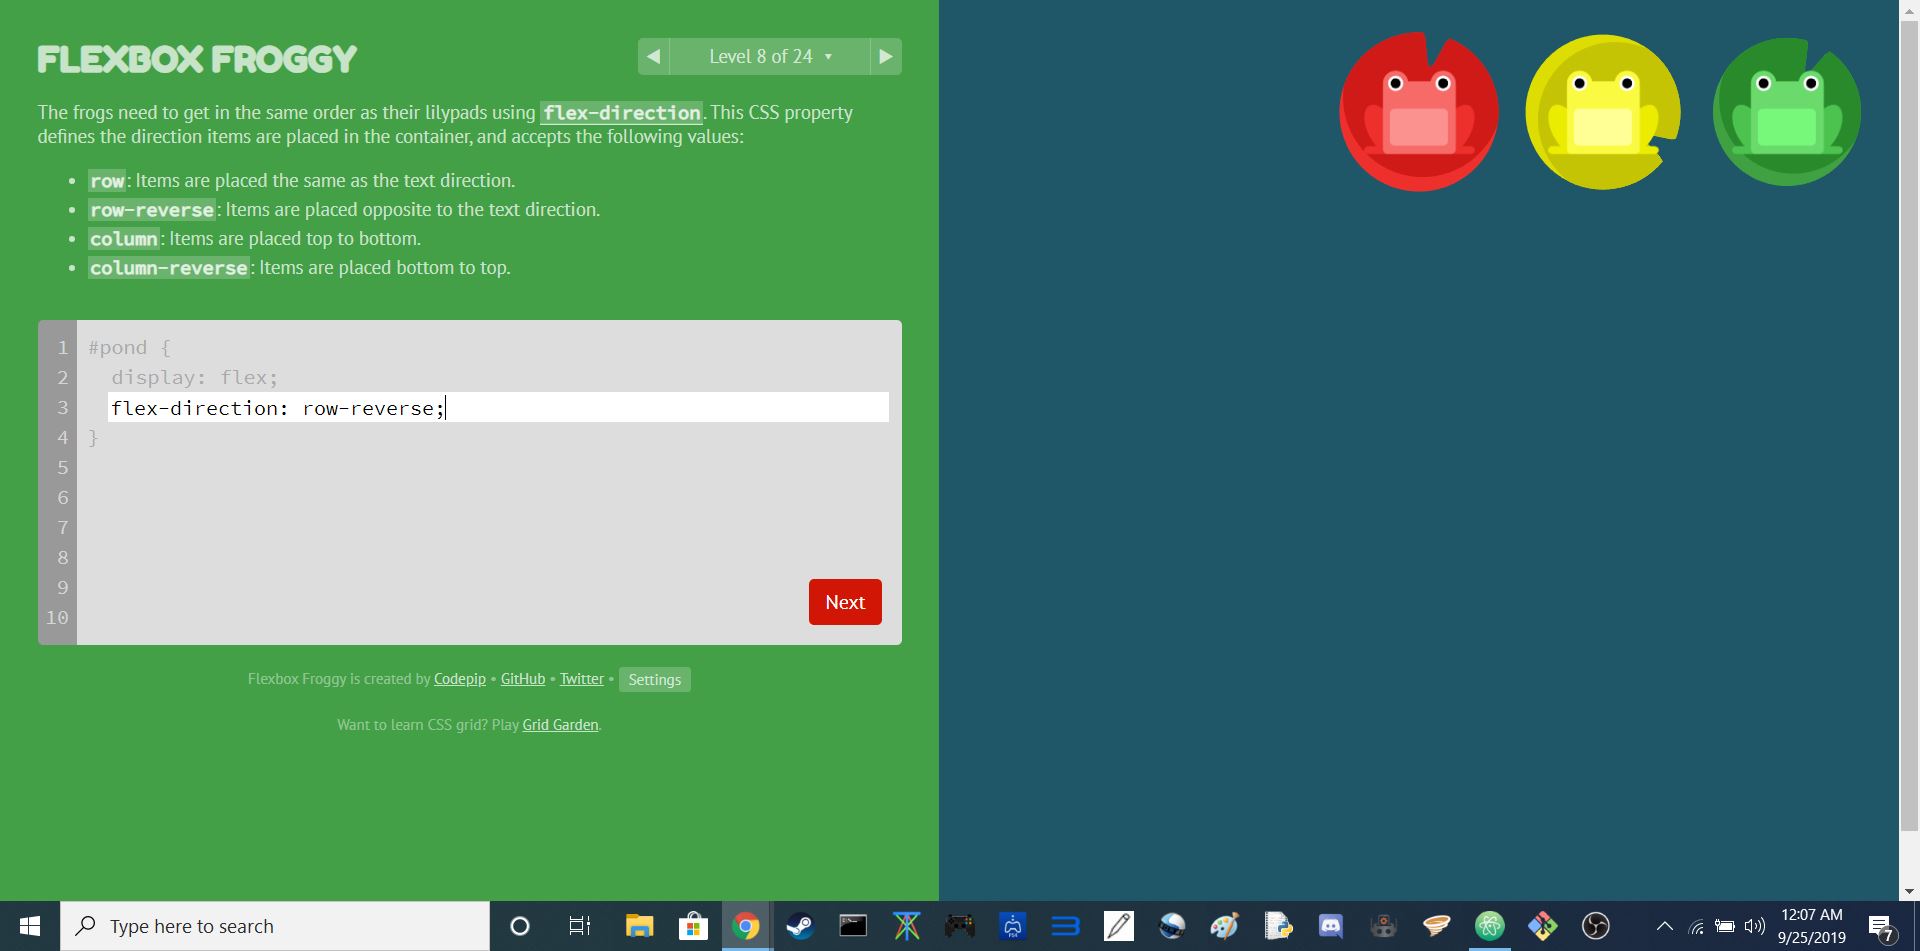 FLEXBOX FROGGY
◀ Level 8 of 24 ▾ ▶
The frogs need to get in the same order as their lilypads using flex-direction. This CSS property
defines the direction items are placed in the container, and accepts the following values:
• row: Items are placed the same as the text direction.
• row-reverse: Items are placed opposite to the text direction.
• column: Items are placed top to bottom.
• column-reverse: Items are placed bottom to top.
1 #pond {
2 display: flex;
3 flex-direction: row-reverse;
4 }
5
6
7
8
9
10
Next
Flexbox Froggy is created by Codepip • GitHub • Twitter • Settings
Want to learn CSS grid? Play Grid Garden.
Type here to search
12:07 AM
9/25/2019
7